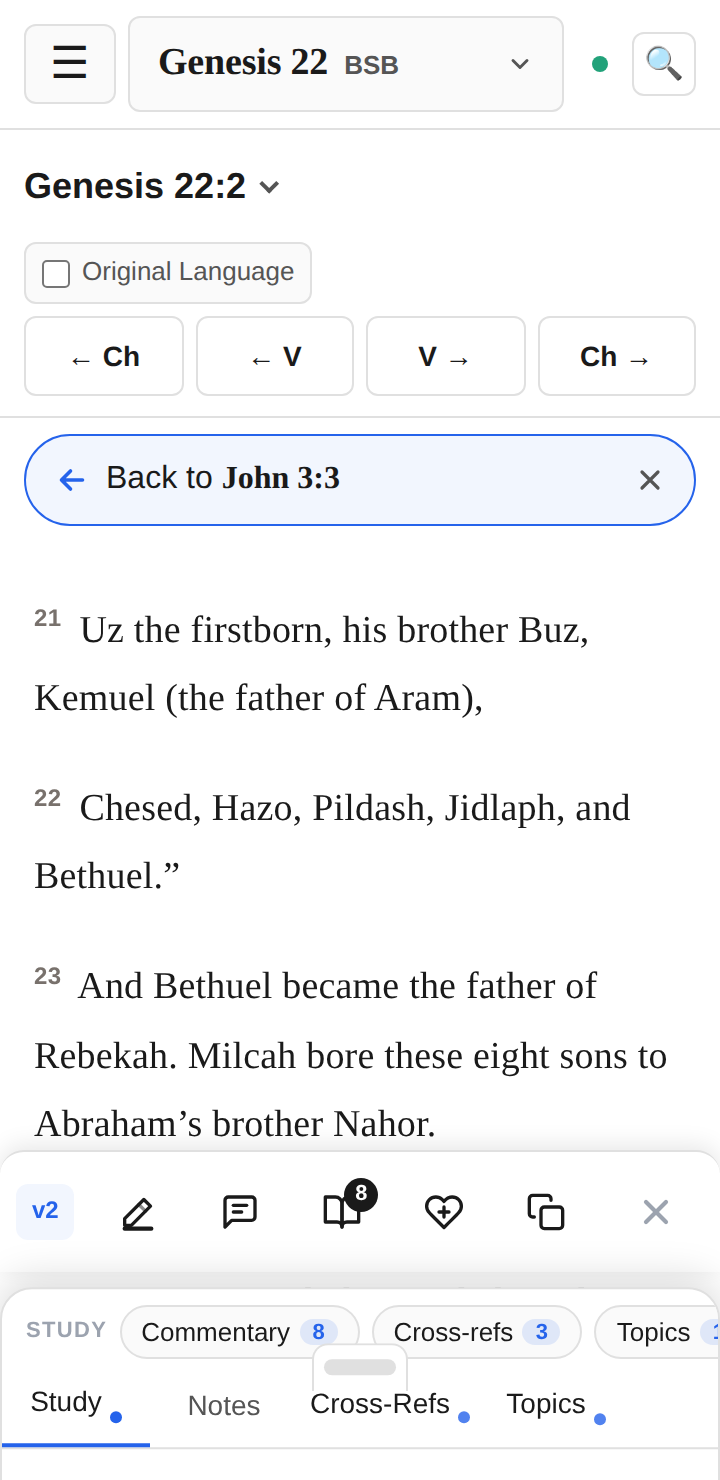 ☰ Genesis 22 BSB 🔍
Genesis 22:2
Original Language
← Ch
← V
V →
Ch →
Back to John 3:3
21 Uz the firstborn, his brother Buz,
Kemuel (the father of Aram),
22 Chesed, Hazo, Pildash, Jidlaph, and
Bethuel.”
23 And Bethuel became the father of
Rebekah. Milcah bore these eight sons to
Abraham’s brother Nahor.
v2
8
STUDY Commentary 8 Cross-refs 3 Topics
Study Notes Cross-Refs Topics